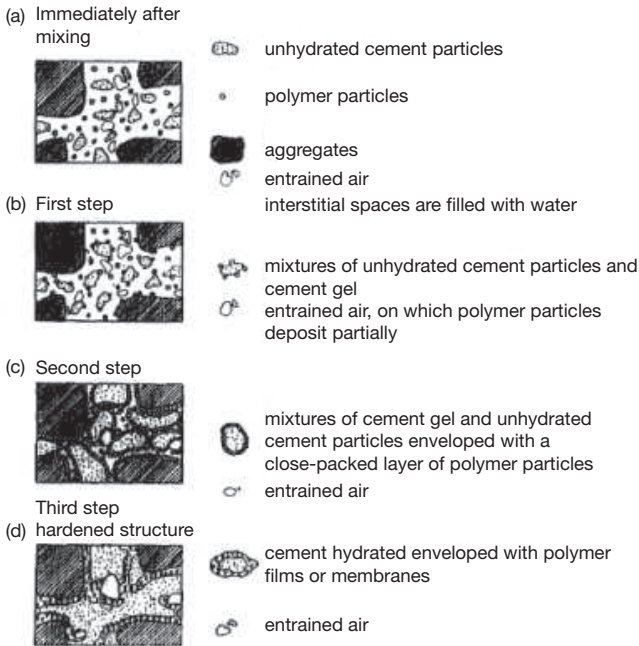 (a) Immediately after
mixing
unhydrated cement particles
polymer particles
aggregates
entrained air
interstitial spaces are filled with water
(b) First step
mixtures of unhydrated cement particles and
cement gel
entrained air, on which polymer particles
deposit partially
(c) Second step
mixtures of cement gel and unhydrated
cement particles enveloped with a
close-packed layer of polymer particles
entrained air
Third step
(d) hardened structure
cement hydrated enveloped with polymer
films or membranes
entrained air